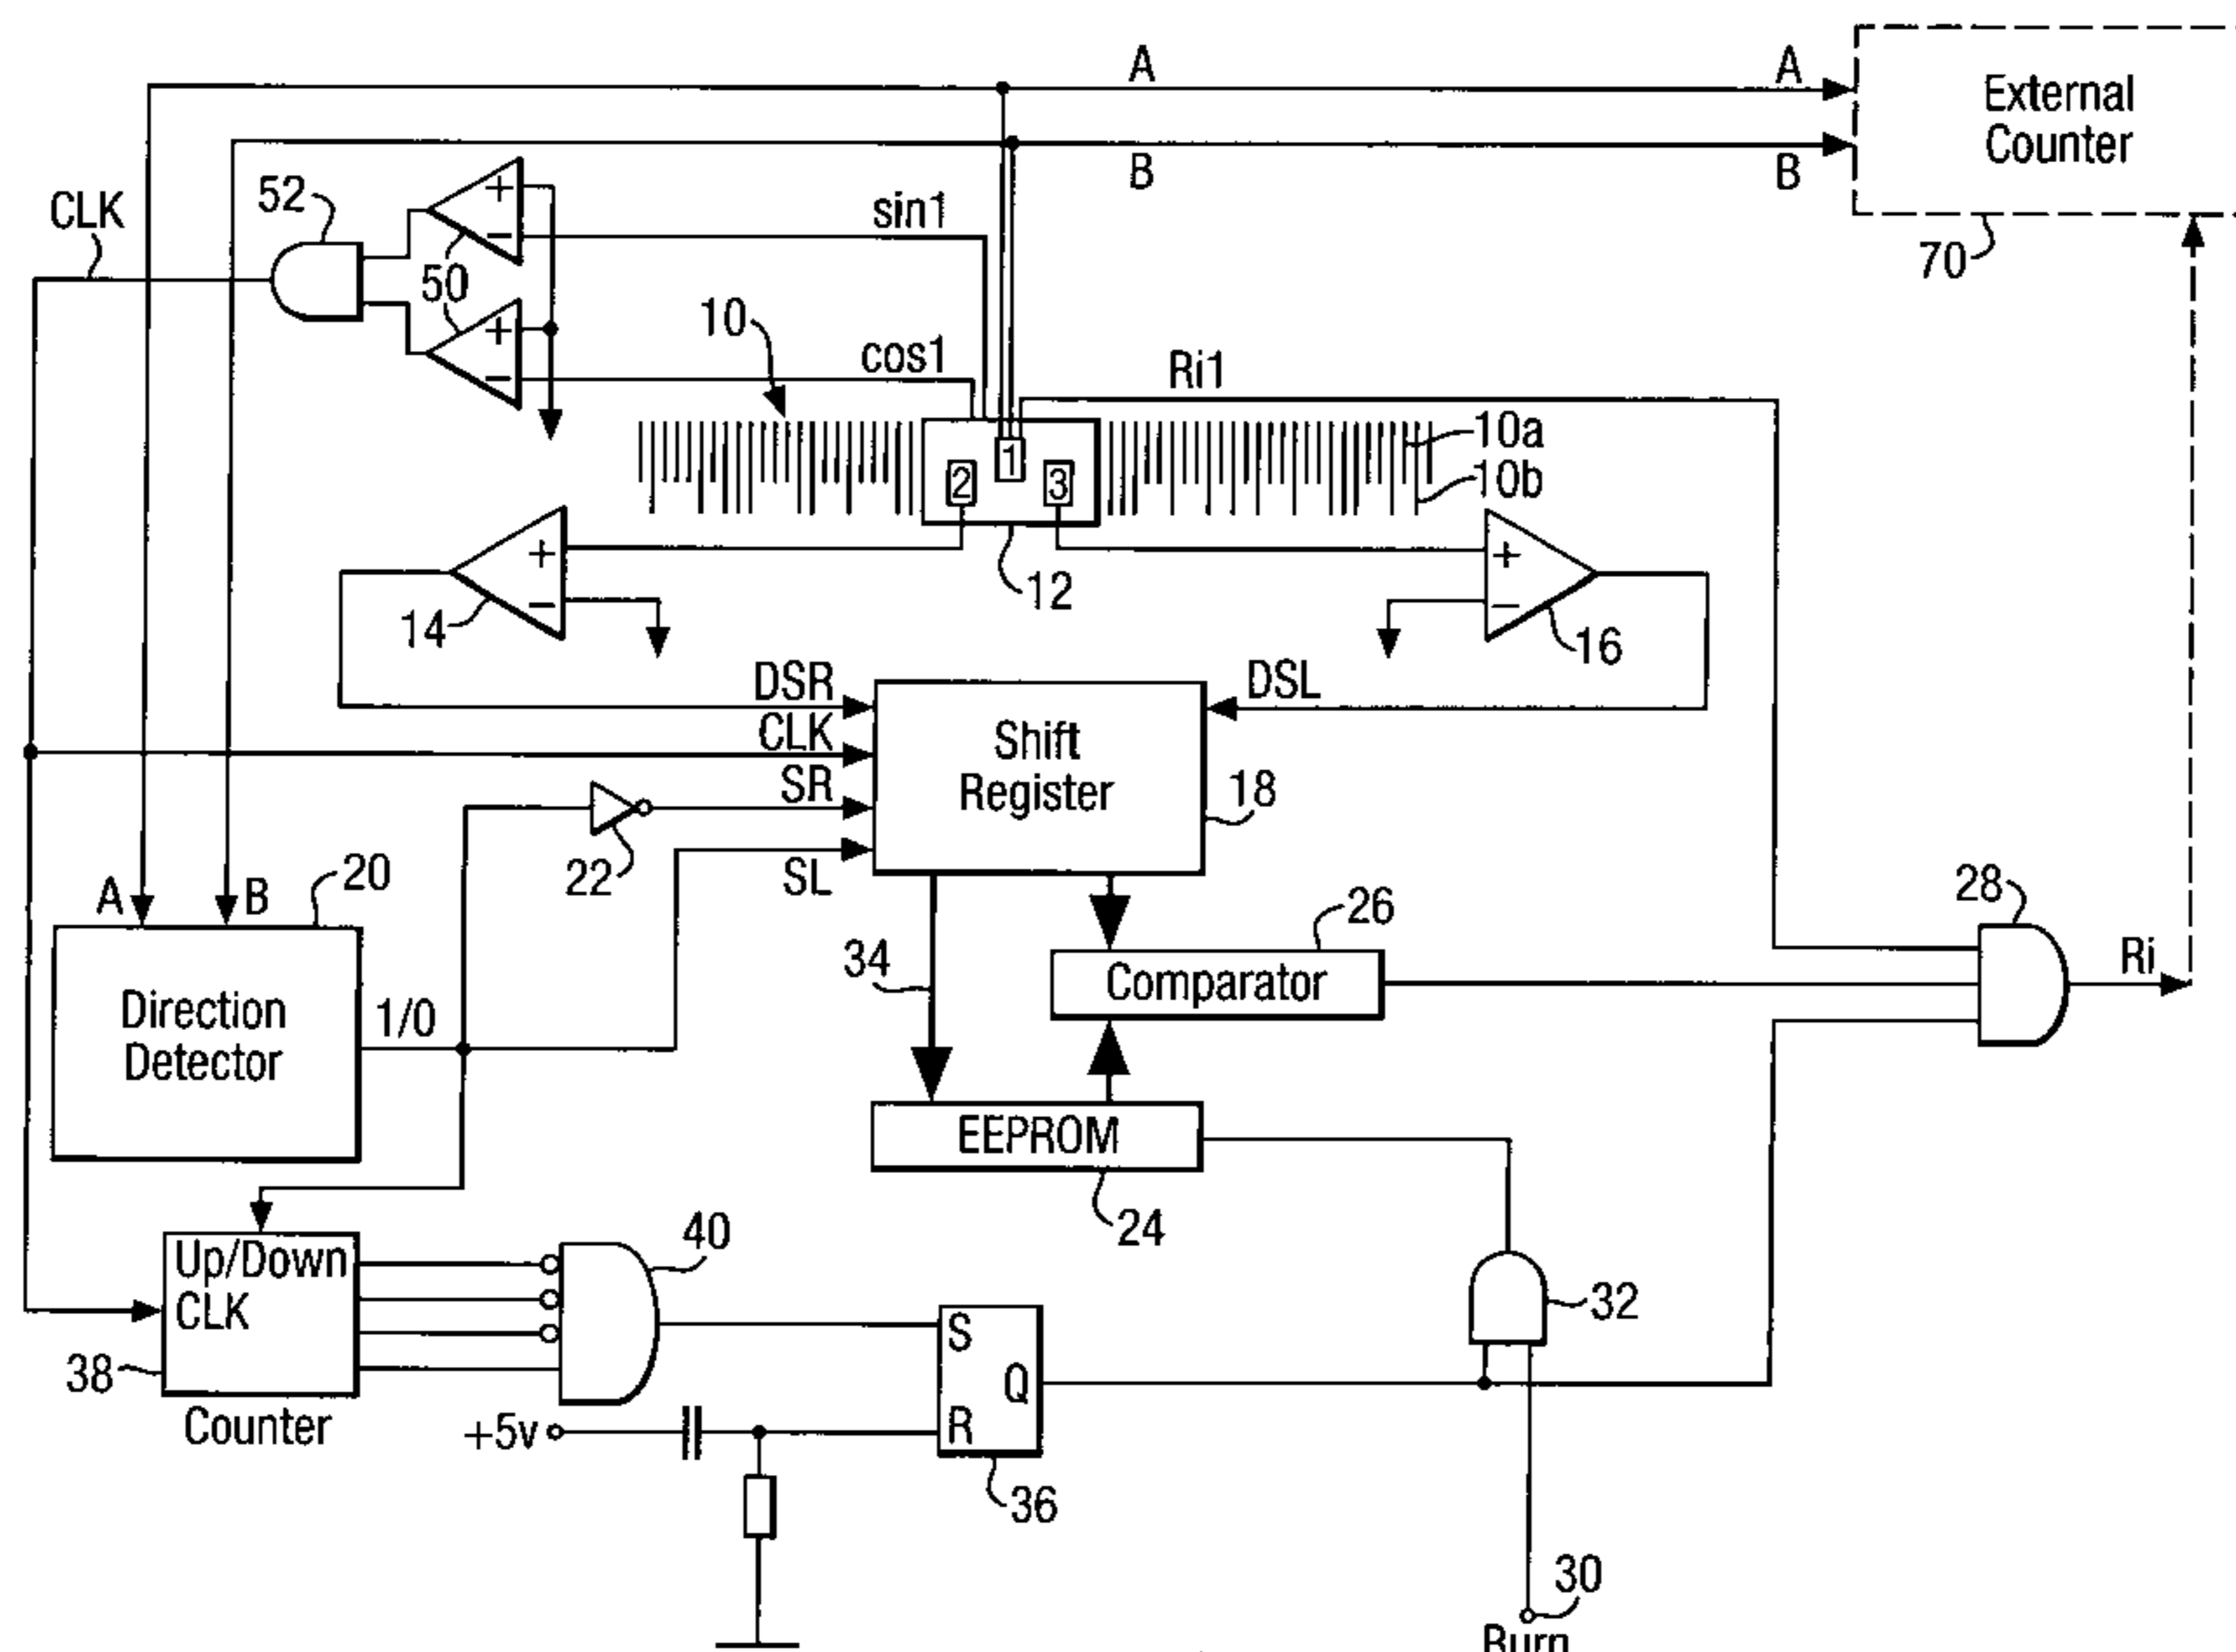 A
A
External
Counter
B
B
70
CLK
52
+
−
50
sin1
+
−
cos1
10
Ri1
10a
10b
2
1
3
12
+
−
14
+
−
16
DSR
DSL
CLK
SR
SL
Shift
Register
18
22
A
B
20
Direction
Detector
1/0
34
26
Comparator
28
Ri
EEPROM
24
Up/Down
CLK
38
Counter
40
+5v
S
Q
R
36
32
30
Burn